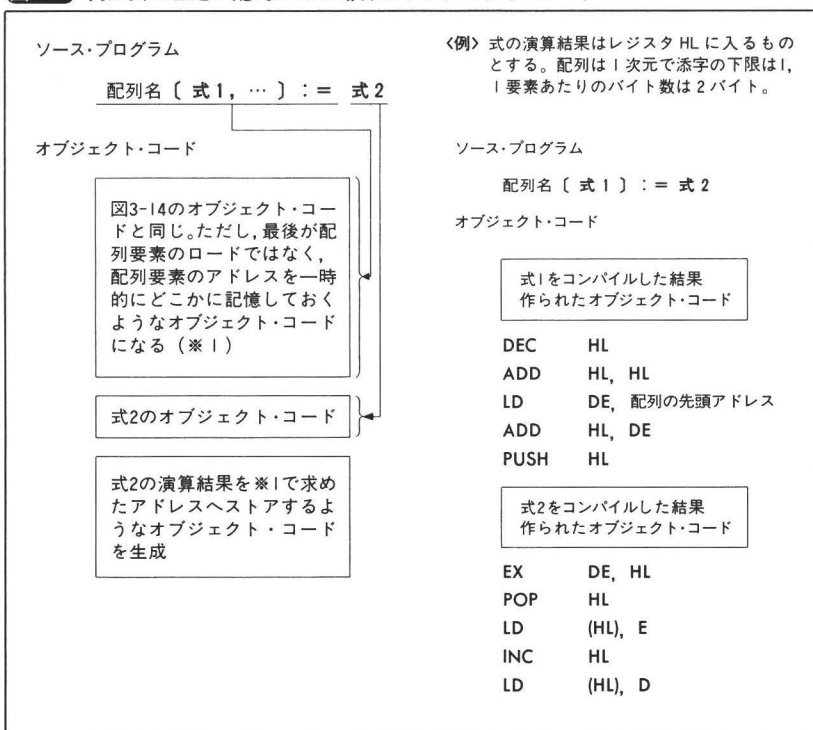 ソース・プログラム
配列名〔 式1, … 〕:= 式2
オブジェクト・コード
図3-14のオブジェクト・コー
ドと同じ。ただし,最後が配
列要素のロードではなく,
配列要素のアドレスを一時
的にどこかに記憶しておく
ようなオブジェクト・コード
になる(※1)
式2のオブジェクト・コード
式2の演算結果を※1で求め
たアドレスへストアするよ
うなオブジェクト・コード
を生成
〈例〉 式の演算結果はレジスタ HL に入るもの
とする。配列は1次元で添字の下限は1,
1要素あたりのバイト数は2バイト。
ソース・プログラム
配列名〔 式1 〕:= 式2
オブジェクト・コード
式1をコンパイルした結果
作られたオブジェクト・コード
DEC HL
ADD HL, HL
LD DE, 配列の先頭アドレス
ADD HL, DE
PUSH HL
式2をコンパイルした結果
作られたオブジェクト・コード
EX DE, HL
POP HL
LD (HL), E
INC HL
LD (HL), D